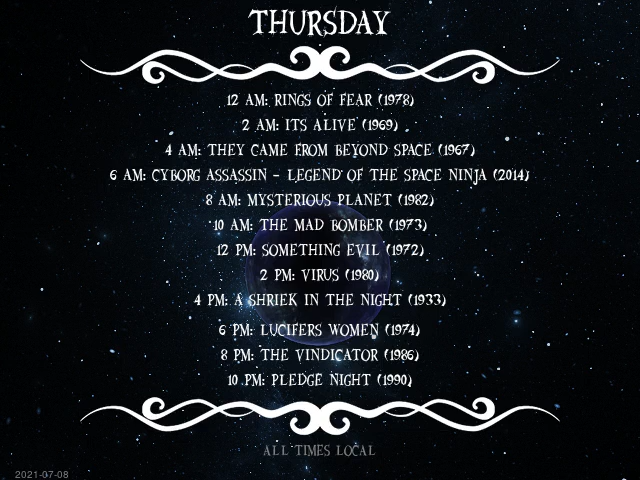 THURSDAY
12 AM: RINGS OF FEAR (1978)
2 AM: ITS ALIVE (1969)
4 AM: THEY CAME FROM BEYOND SPACE (1967)
6 AM: CYBORG ASSASSIN - LEGEND OF THE SPACE NINJA (2014)
8 AM: MYSTERIOUS PLANET (1982)
10 AM: THE MAD BOMBER (1973)
12 PM: SOMETHING EVIL (1972)
2 PM: VIRUS (1980)
4 PM: A SHRIEK IN THE NIGHT (1933)
6 PM: LUCIFERS WOMEN (1974)
8 PM: THE VINDICATOR (1986)
10 PM: PLEDGE NIGHT (1990)
ALL TIMES LOCAL
2021-07-08